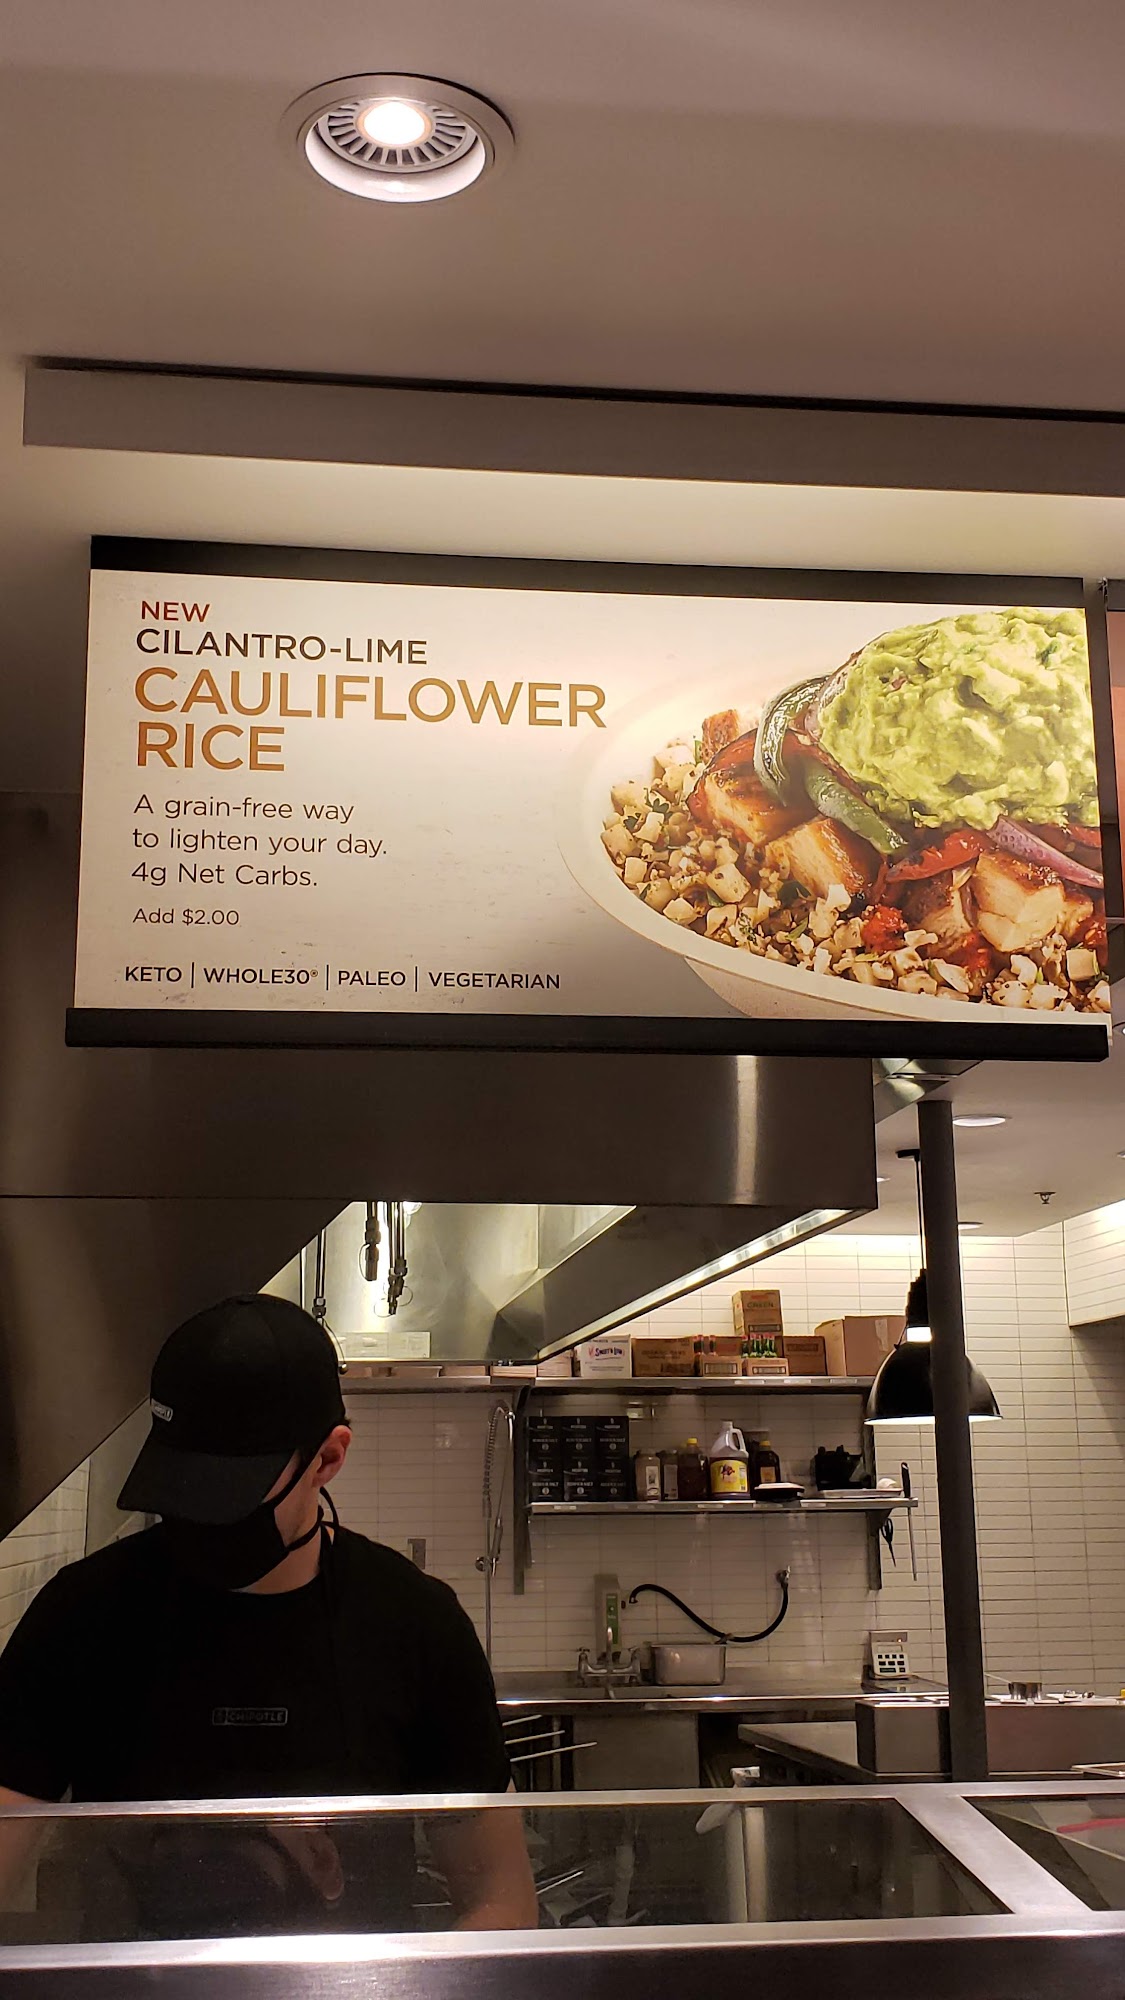 NEW
CILANTRO-LIME
CAULIFLOWER
RICE
A grain-free way
to lighten your day.
4g Net Carbs.
Add $2.00
KETO | WHOLE30® | PALEO | VEGETARIAN
CHIPOTLE